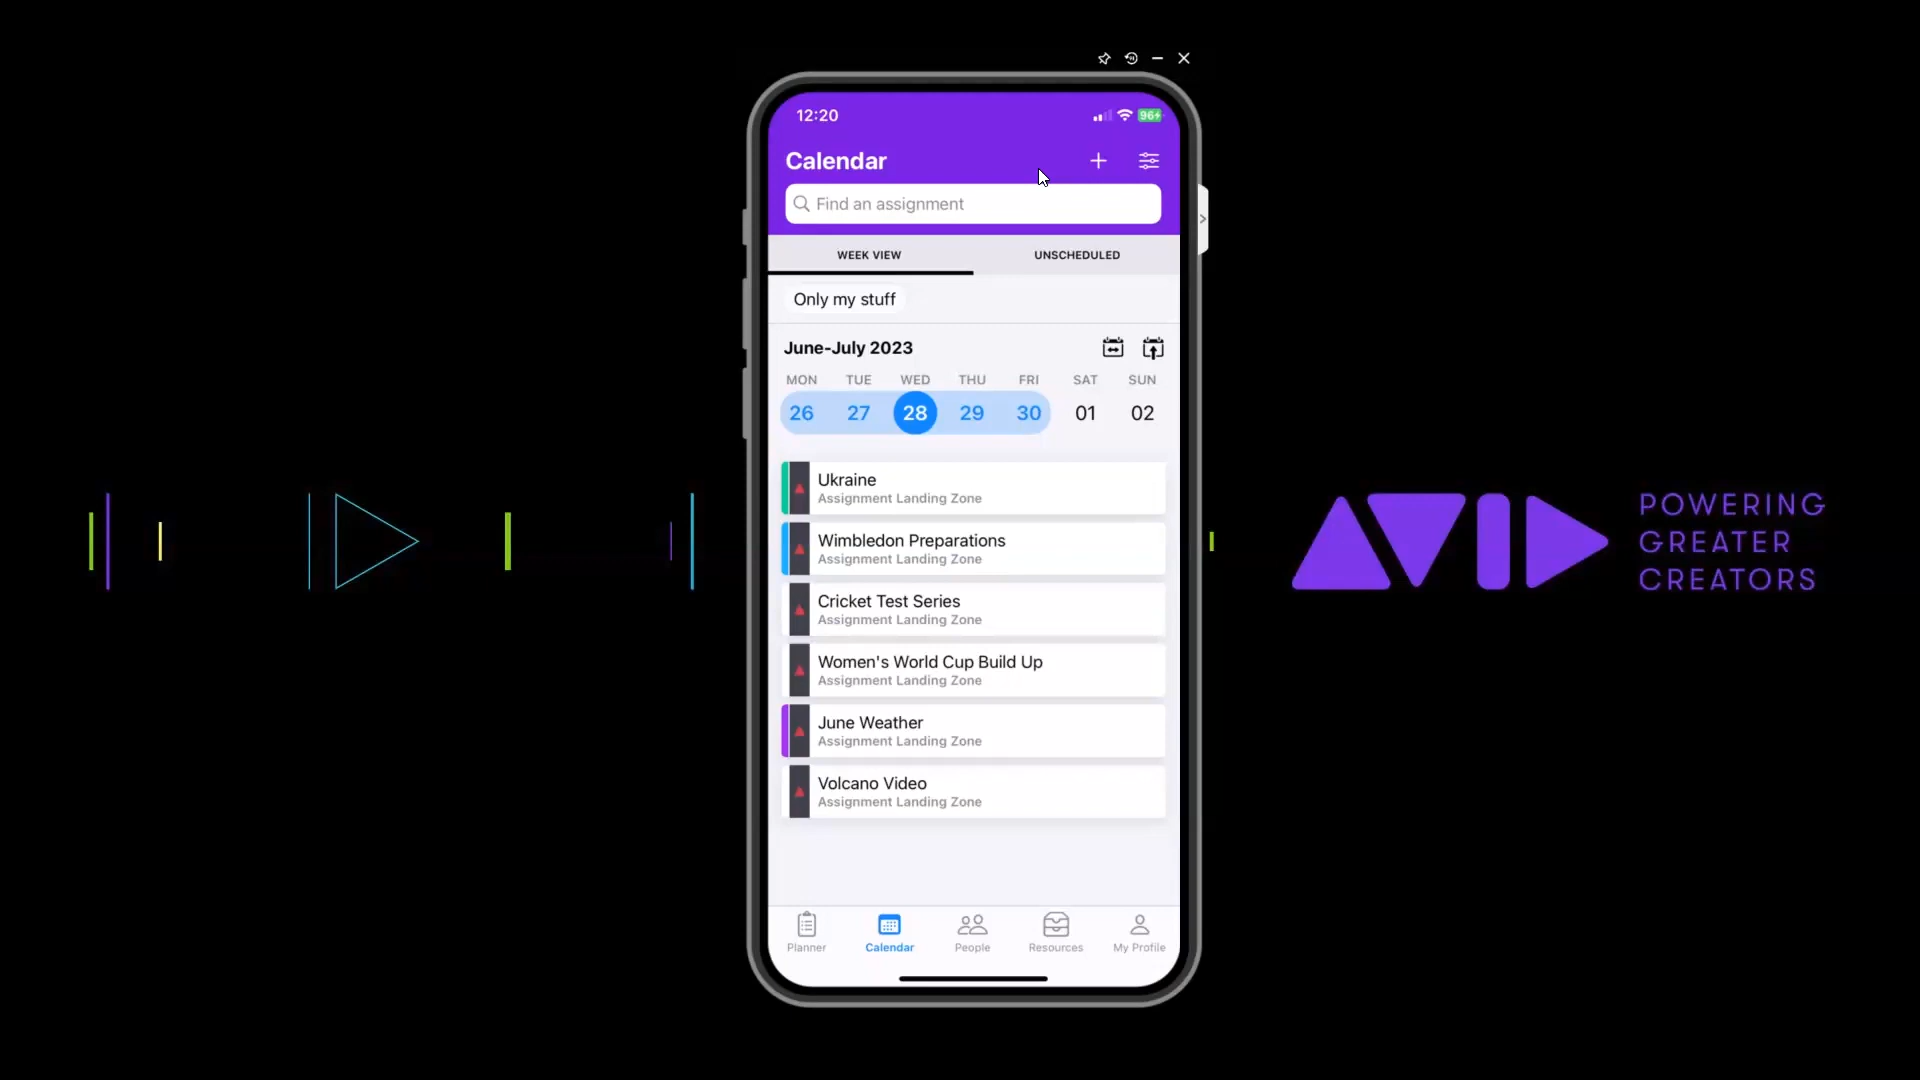 12:20
96+
Calendar
Find an assignment
WEEK VIEW
UNSCHEDULED
Only my stuff
June-July 2023
MON TUE WED THU FRI SAT SUN
26 27 28 29 30 01 02
Ukraine
Assignment Landing Zone
Wimbledon Preparations
Assignment Landing Zone
Cricket Test Series
Assignment Landing Zone
Women's World Cup Build Up
Assignment Landing Zone
June Weather
Assignment Landing Zone
Volcano Video
Assignment Landing Zone
Planner Calendar People Resources My Profile
AVID
POWERING
GREATER
CREATORS